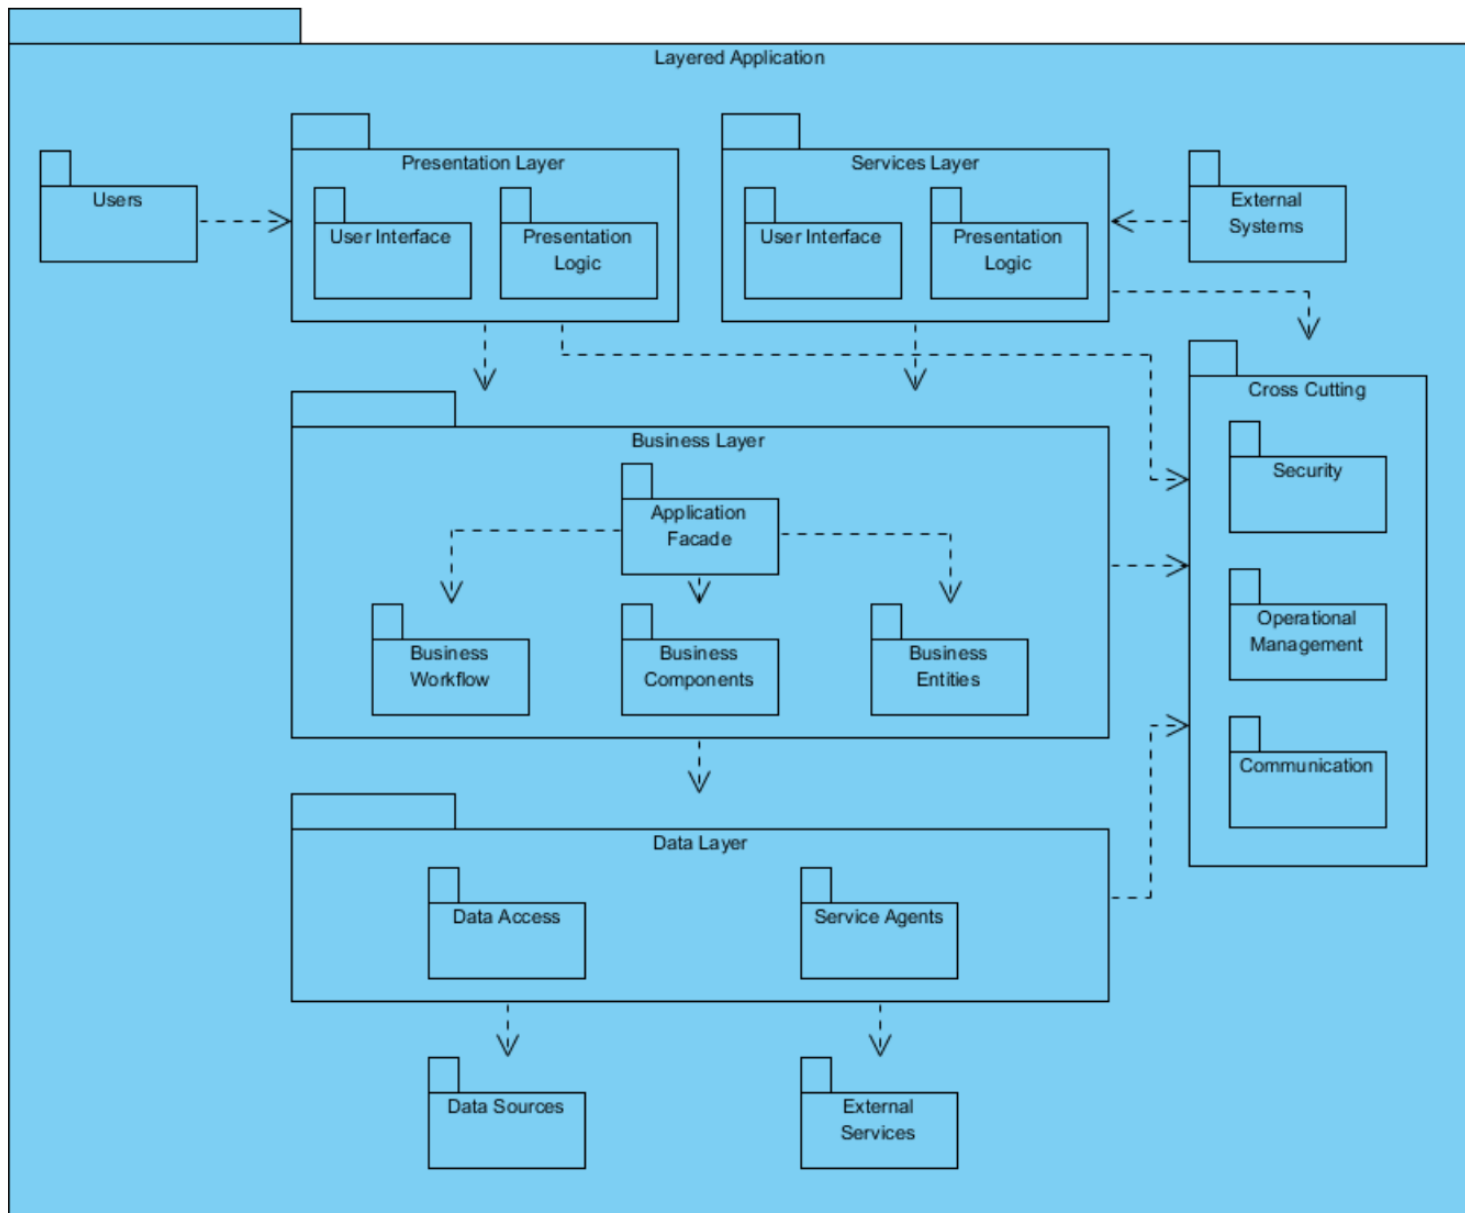 Layered Application
Users
Presentation Layer
User Interface
Presentation
Logic
Services Layer
User Interface
Presentation
Logic
External
Systems
Business Layer
Application
Facade
Business
Workflow
Business
Components
Business
Entities
Cross Cutting
Security
Operational
Management
Communication
Data Layer
Data Access
Service Agents
Data Sources
External
Services